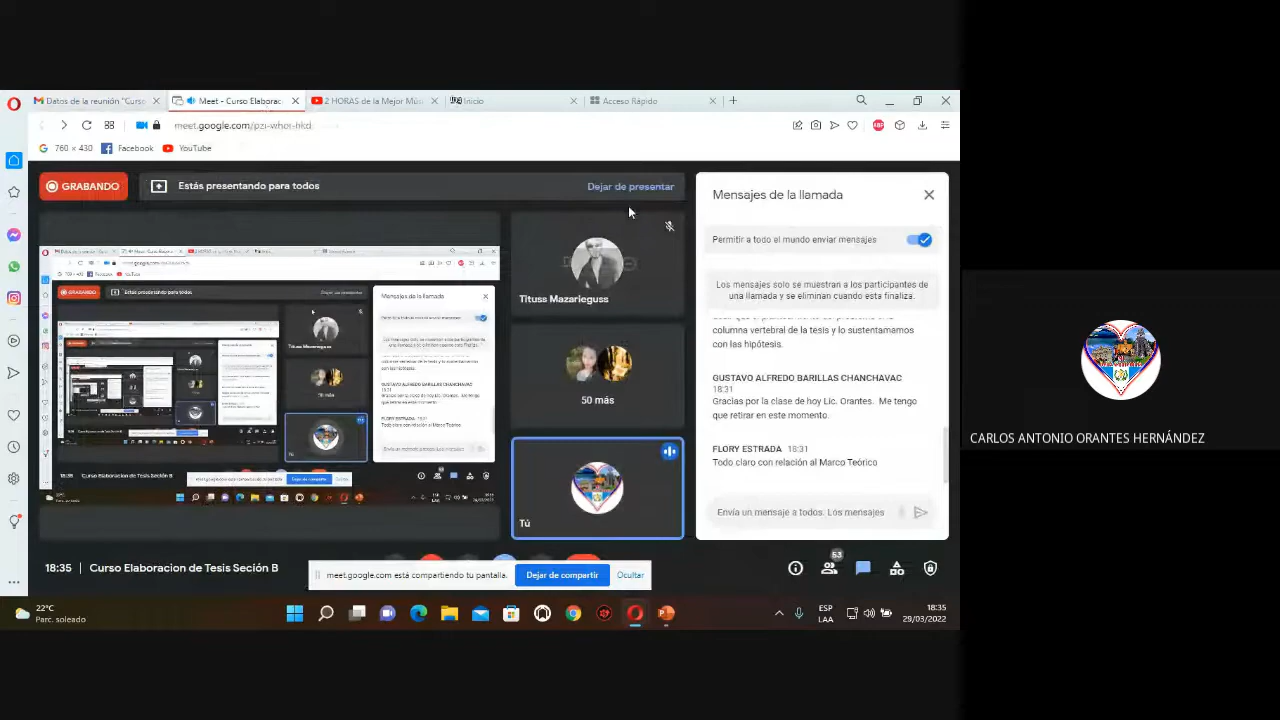 Datos de la reunión "Curso
Meet - Curso Elaborac
2 HORAS de la Mejor Mús
Inicio
Acceso Rápido
meet.google.com/pzi-whor-hkd
760 × 430
Facebook
YouTube
GRABANDO
Estás presentando para todos
Dejar de presentar
Tituss Mazarieguss
50 más
Tú
Mensajes de la llamada
Permitir a todo el mundo enviar mensajes
Los mensajes solo se muestran a los participantes de
una llamada y se eliminan cuando esta finaliza.
columna vertebral de la tesis y lo sustentamos
con las hipótesis.
GUSTAVO ALFREDO BARILLAS CHANCHAVAC
18:31
Gracias por la clase de hoy Lic. Orantes. Me tengo
que retirar en este momento.
FLORY ESTRADA 18:31
Todo claro con relación al Marco Teórico
Envía un mensaje a todos. Los mensajes
18:35 | Curso Elaboracion de Tesis Seción B
meet.google.com está compartiendo tu pantalla.
Dejar de compartir
Ocultar
53
22°C
Parc. soleado
ESP
LAA
18:35
29/03/2022
CARLOS ANTONIO ORANTES HERNÁNDEZ